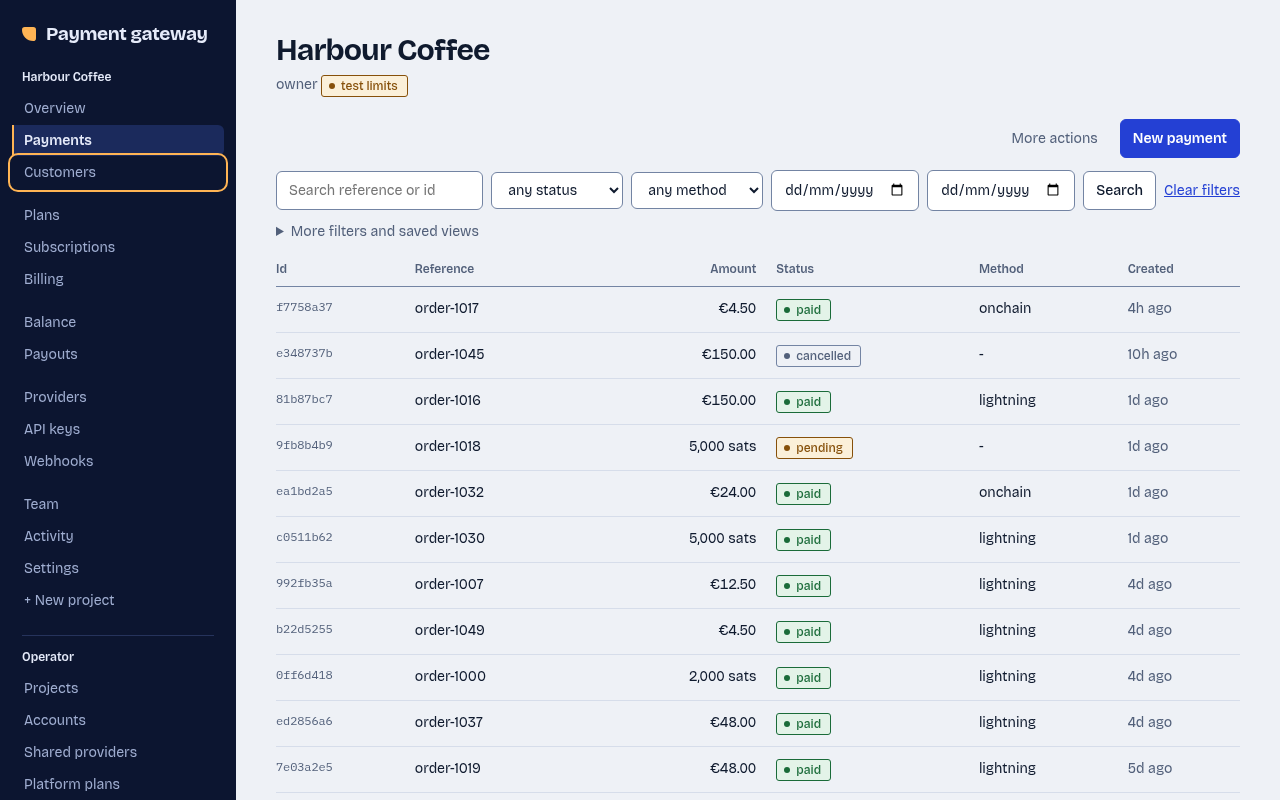 Payment gateway
Harbour Coffee
Overview
Payments
Customers
Plans
Subscriptions
Billing
Balance
Payouts
Providers
API keys
Webhooks
Team
Activity
Settings
+ New project
Operator
Projects
Accounts
Shared providers
Platform plans
Harbour Coffee
owner test limits
More actions New payment
Search reference or id any status any method dd/mm/yyyy dd/mm/yyyy Search Clear filters
More filters and saved views
Id Reference Amount Status Method Created
f7758a37 order-1017 €4.50 paid onchain 4h ago
e348737b order-1045 €150.00 cancelled - 10h ago
81b87bc7 order-1016 €150.00 paid lightning 1d ago
9fb8b4b9 order-1018 5,000 sats pending - 1d ago
ea1bd2a5 order-1032 €24.00 paid onchain 1d ago
c0511b62 order-1030 5,000 sats paid lightning 1d ago
992fb35a order-1007 €12.50 paid lightning 4d ago
b22d5255 order-1049 €4.50 paid lightning 4d ago
0ff6d418 order-1000 2,000 sats paid lightning 4d ago
ed2856a6 order-1037 €48.00 paid lightning 4d ago
7e03a2e5 order-1019 €48.00 paid lightning 5d ago